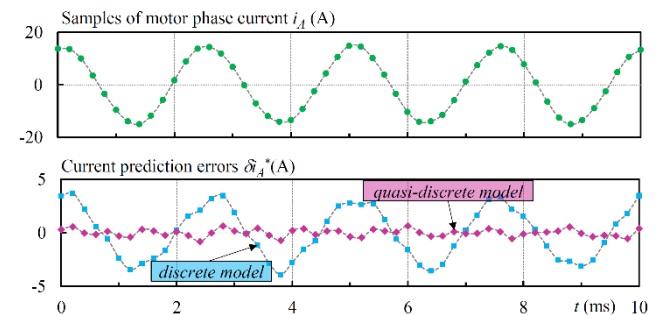 Samples of motor phase current iA (A)
20
0
-20
Current prediction errors δiA*(A)
5
quasi-discrete model
0
discrete model
-5
0 2 4 6 8 t (ms) 10